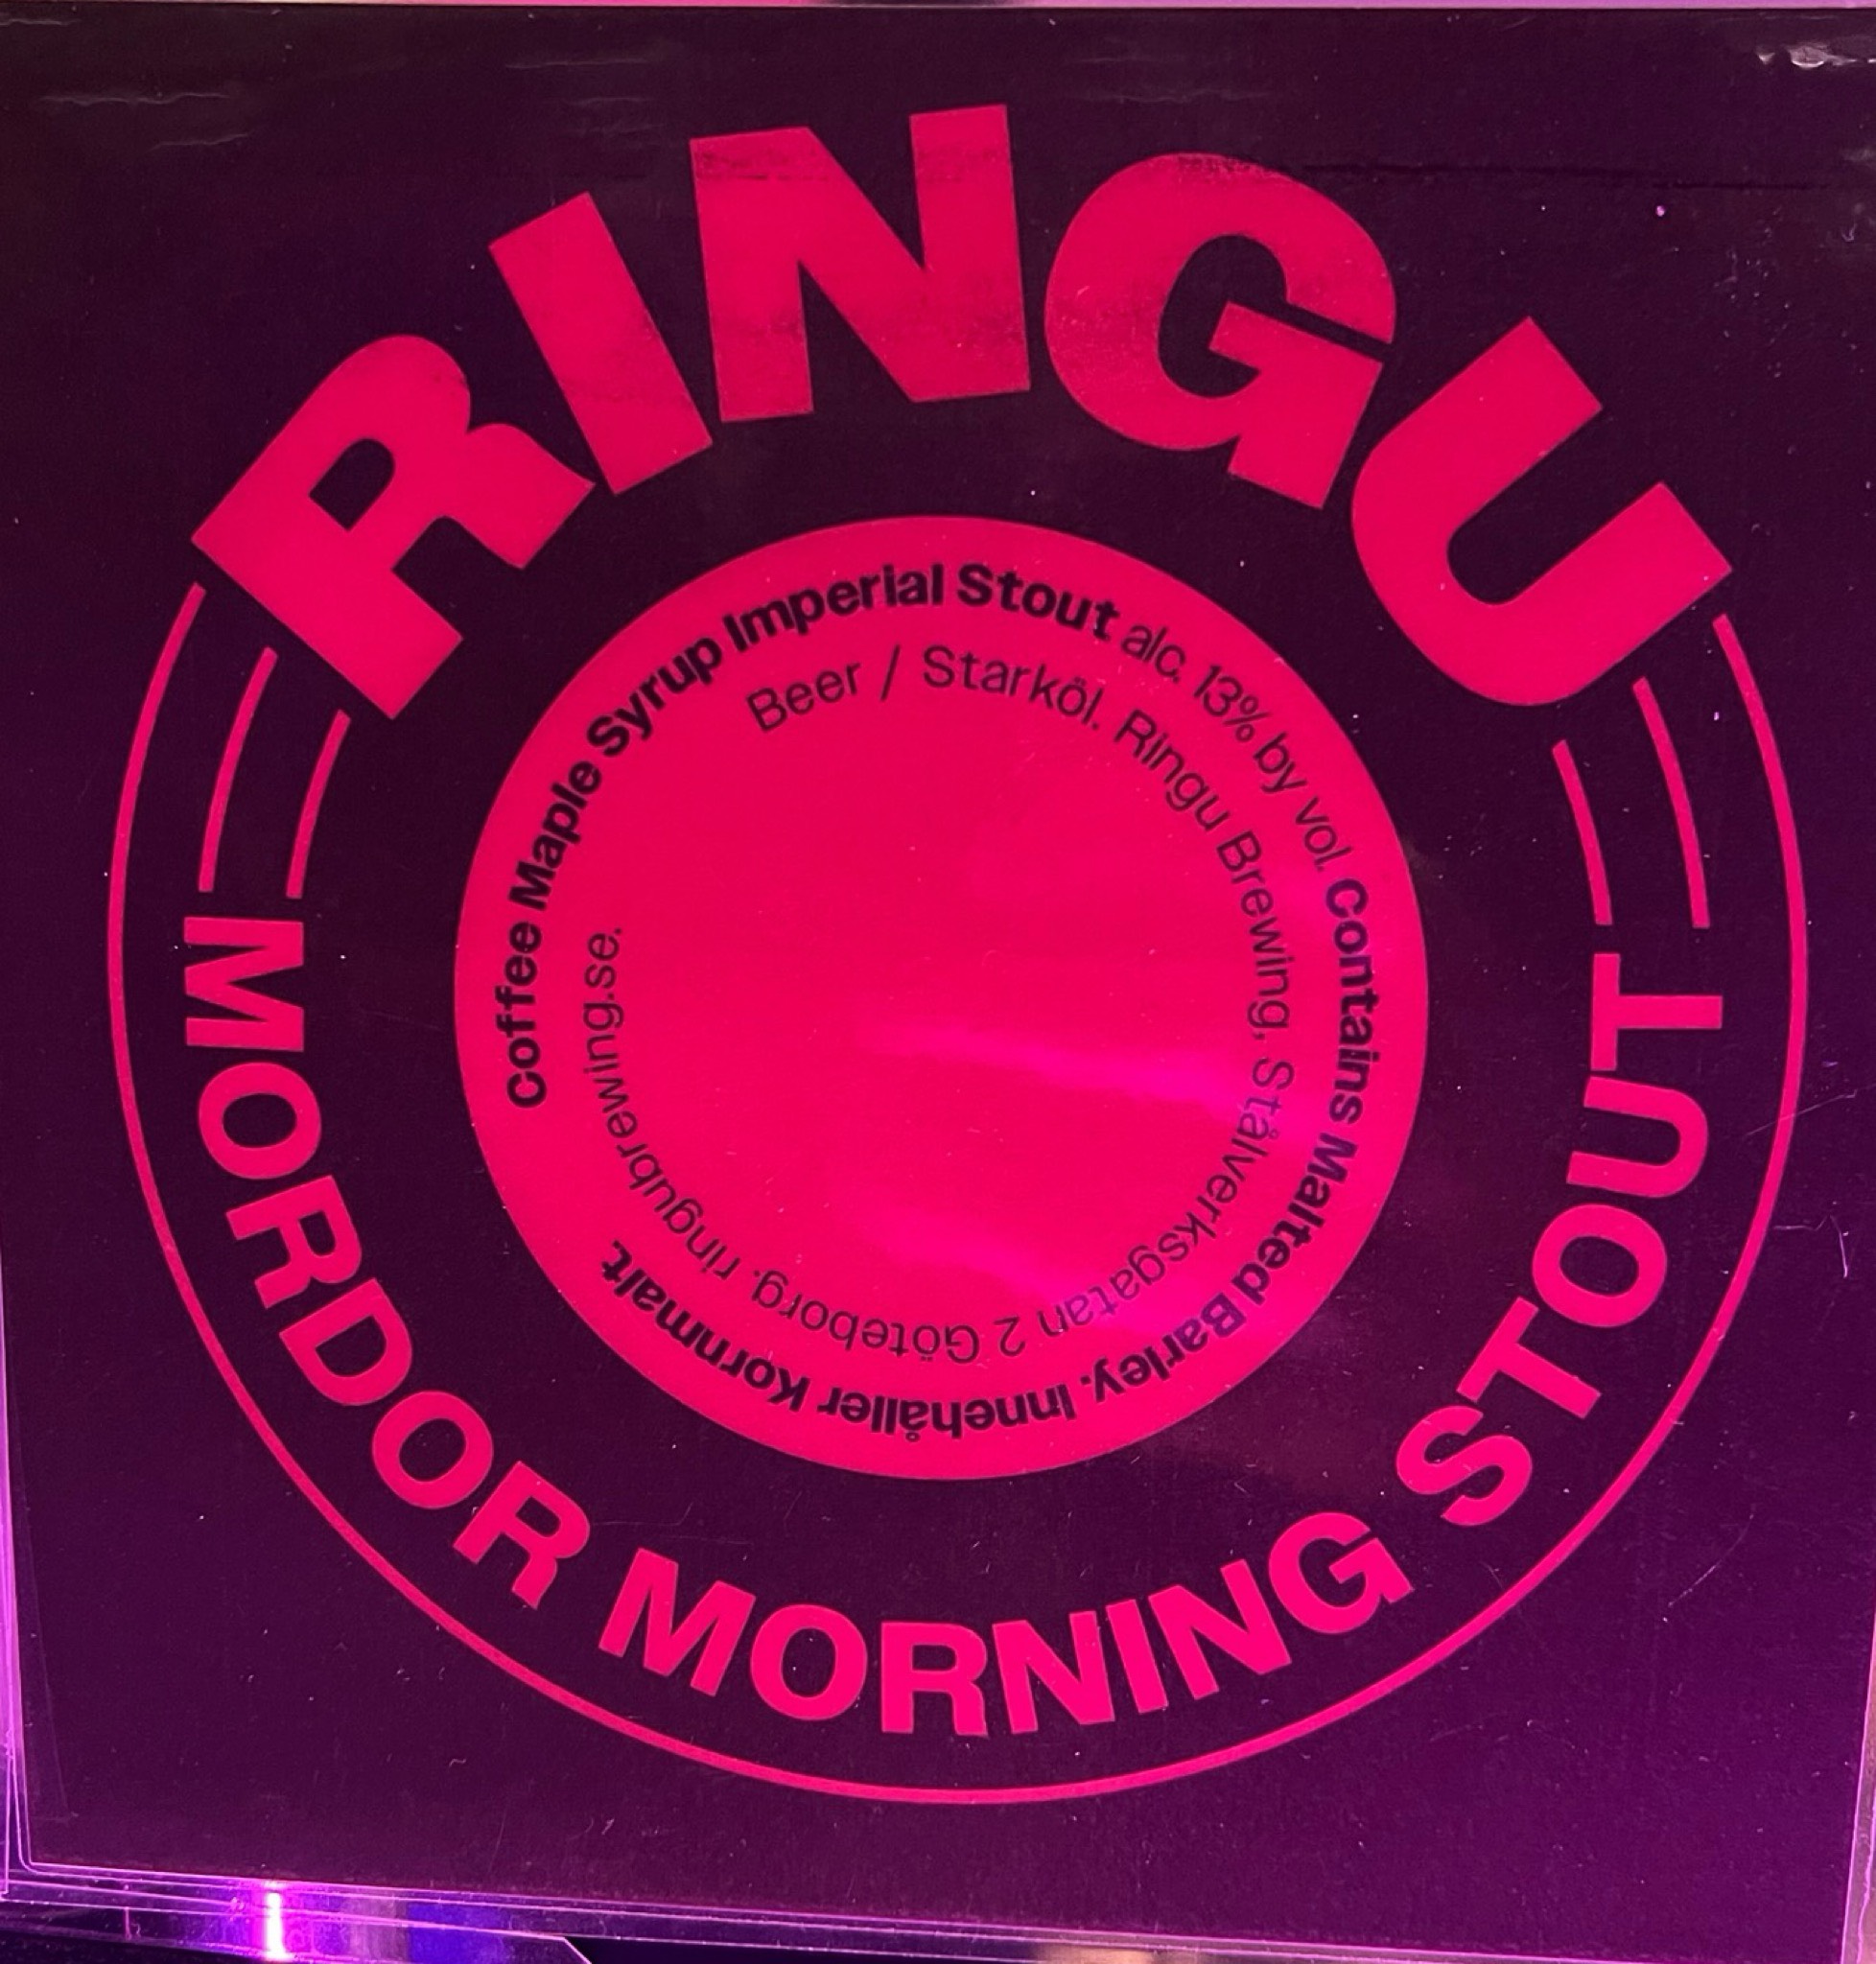 RINGU
Coffee Maple Syrup Imperial Stout alc. 13% by vol. Contains Malted Barley. Innehåller Kornmalt.
Beer / Starköl. Ringu Brewing, Stålverksgatan 2 Göteborg. ringubrewing.se.
MORDOR MORNING STOUT